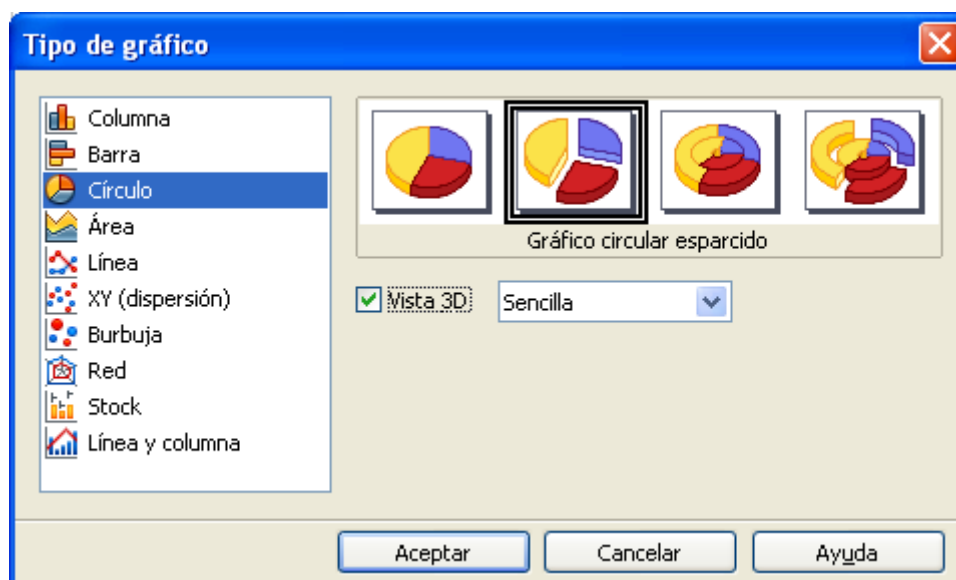 Tipo de gráfico
Columna
Barra
Círculo
Área
Línea
XY (dispersión)
Burbuja
Red
Stock
Línea y columna
Gráfico circular esparcido
Vista 3D
Sencilla
Aceptar
Cancelar
Ayuda